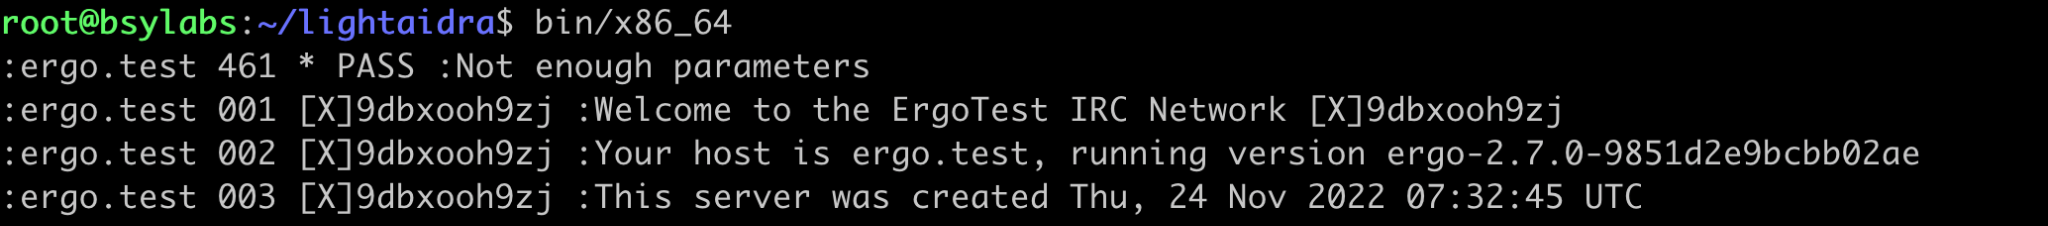 root@bsylabs:~/lightaidra$ bin/x86_64
:ergo.test 461 * PASS :Not enough parameters
:ergo.test 001 [X]9dbxooh9zj :Welcome to the ErgoTest IRC Network [X]9dbxooh9zj
:ergo.test 002 [X]9dbxooh9zj :Your host is ergo.test, running version ergo-2.7.0-9851d2e9bcbb02ae
:ergo.test 003 [X]9dbxooh9zj :This server was created Thu, 24 Nov 2022 07:32:45 UTC